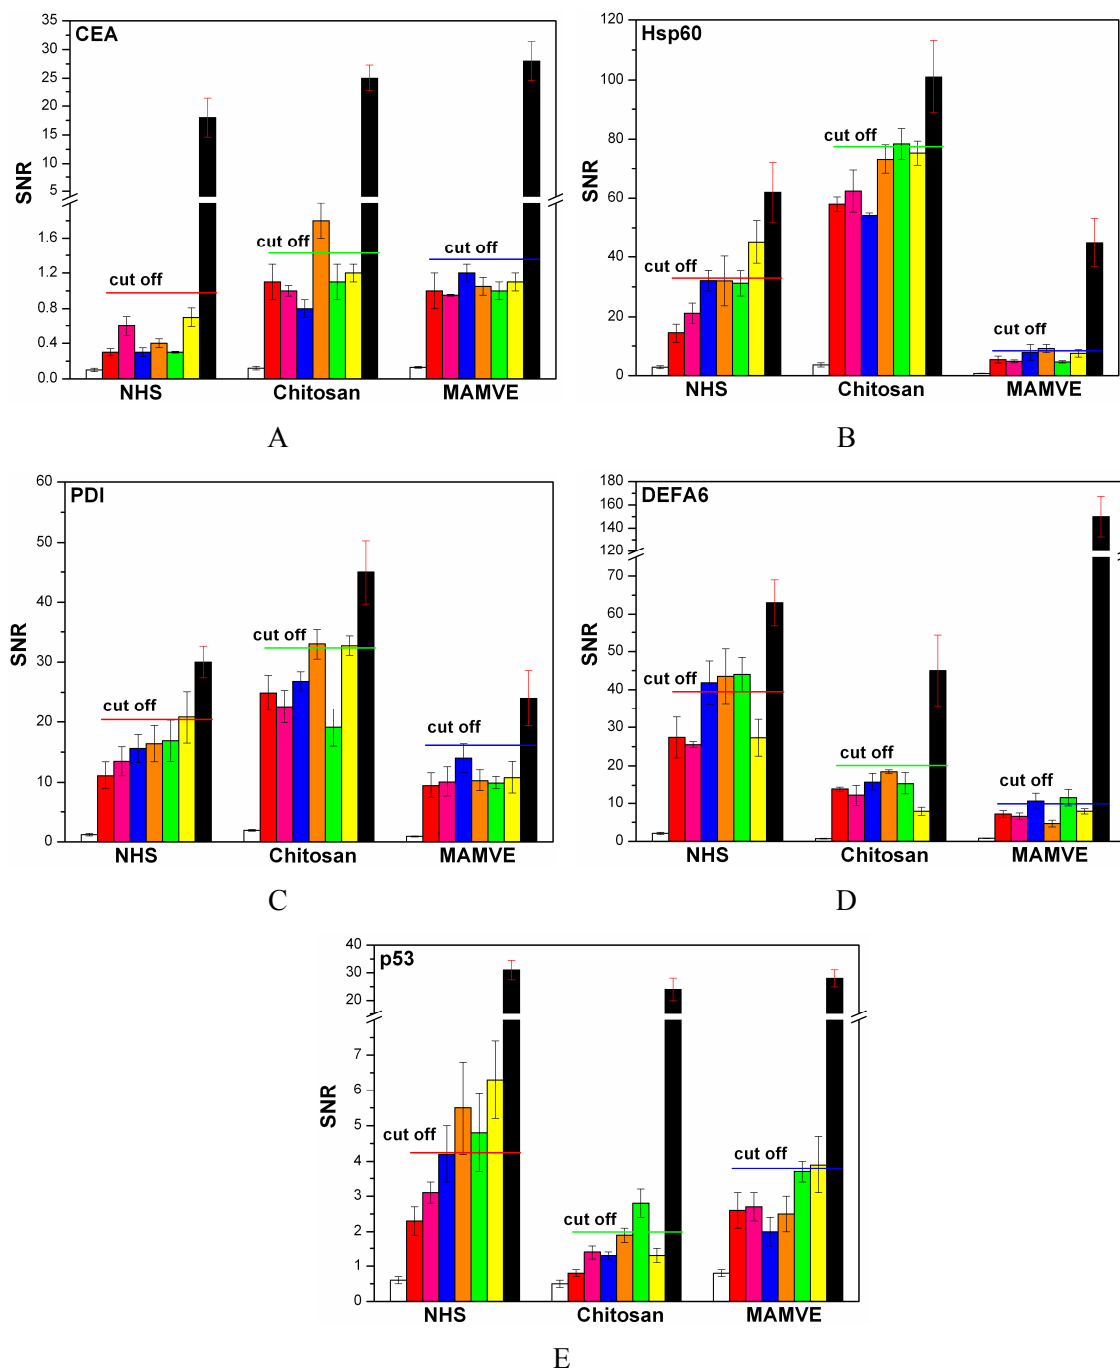 CEA
35
30
25
20
15
10
5
1.6
1.2
0.8
0.4
0.0
SNR
cut off
cut off
cut off
NHS Chitosan MAMVE
A
Hsp60
120
100
80
60
40
20
0
SNR
cut off
cut off
cut off
NHS Chitosan MAMVE
B
PDI
60
50
40
30
20
10
0
SNR
cut off
cut off
cut off
NHS Chitosan MAMVE
C
DEFA6
180
160
140
120
70
60
50
40
30
20
10
0
SNR
cut off
cut off
cut off
NHS Chitosan MAMVE
D
p53
40
30
20
7
6
5
4
3
2
1
0
SNR
cut off
cut off
cut off
NHS Chitosan MAMVE
E